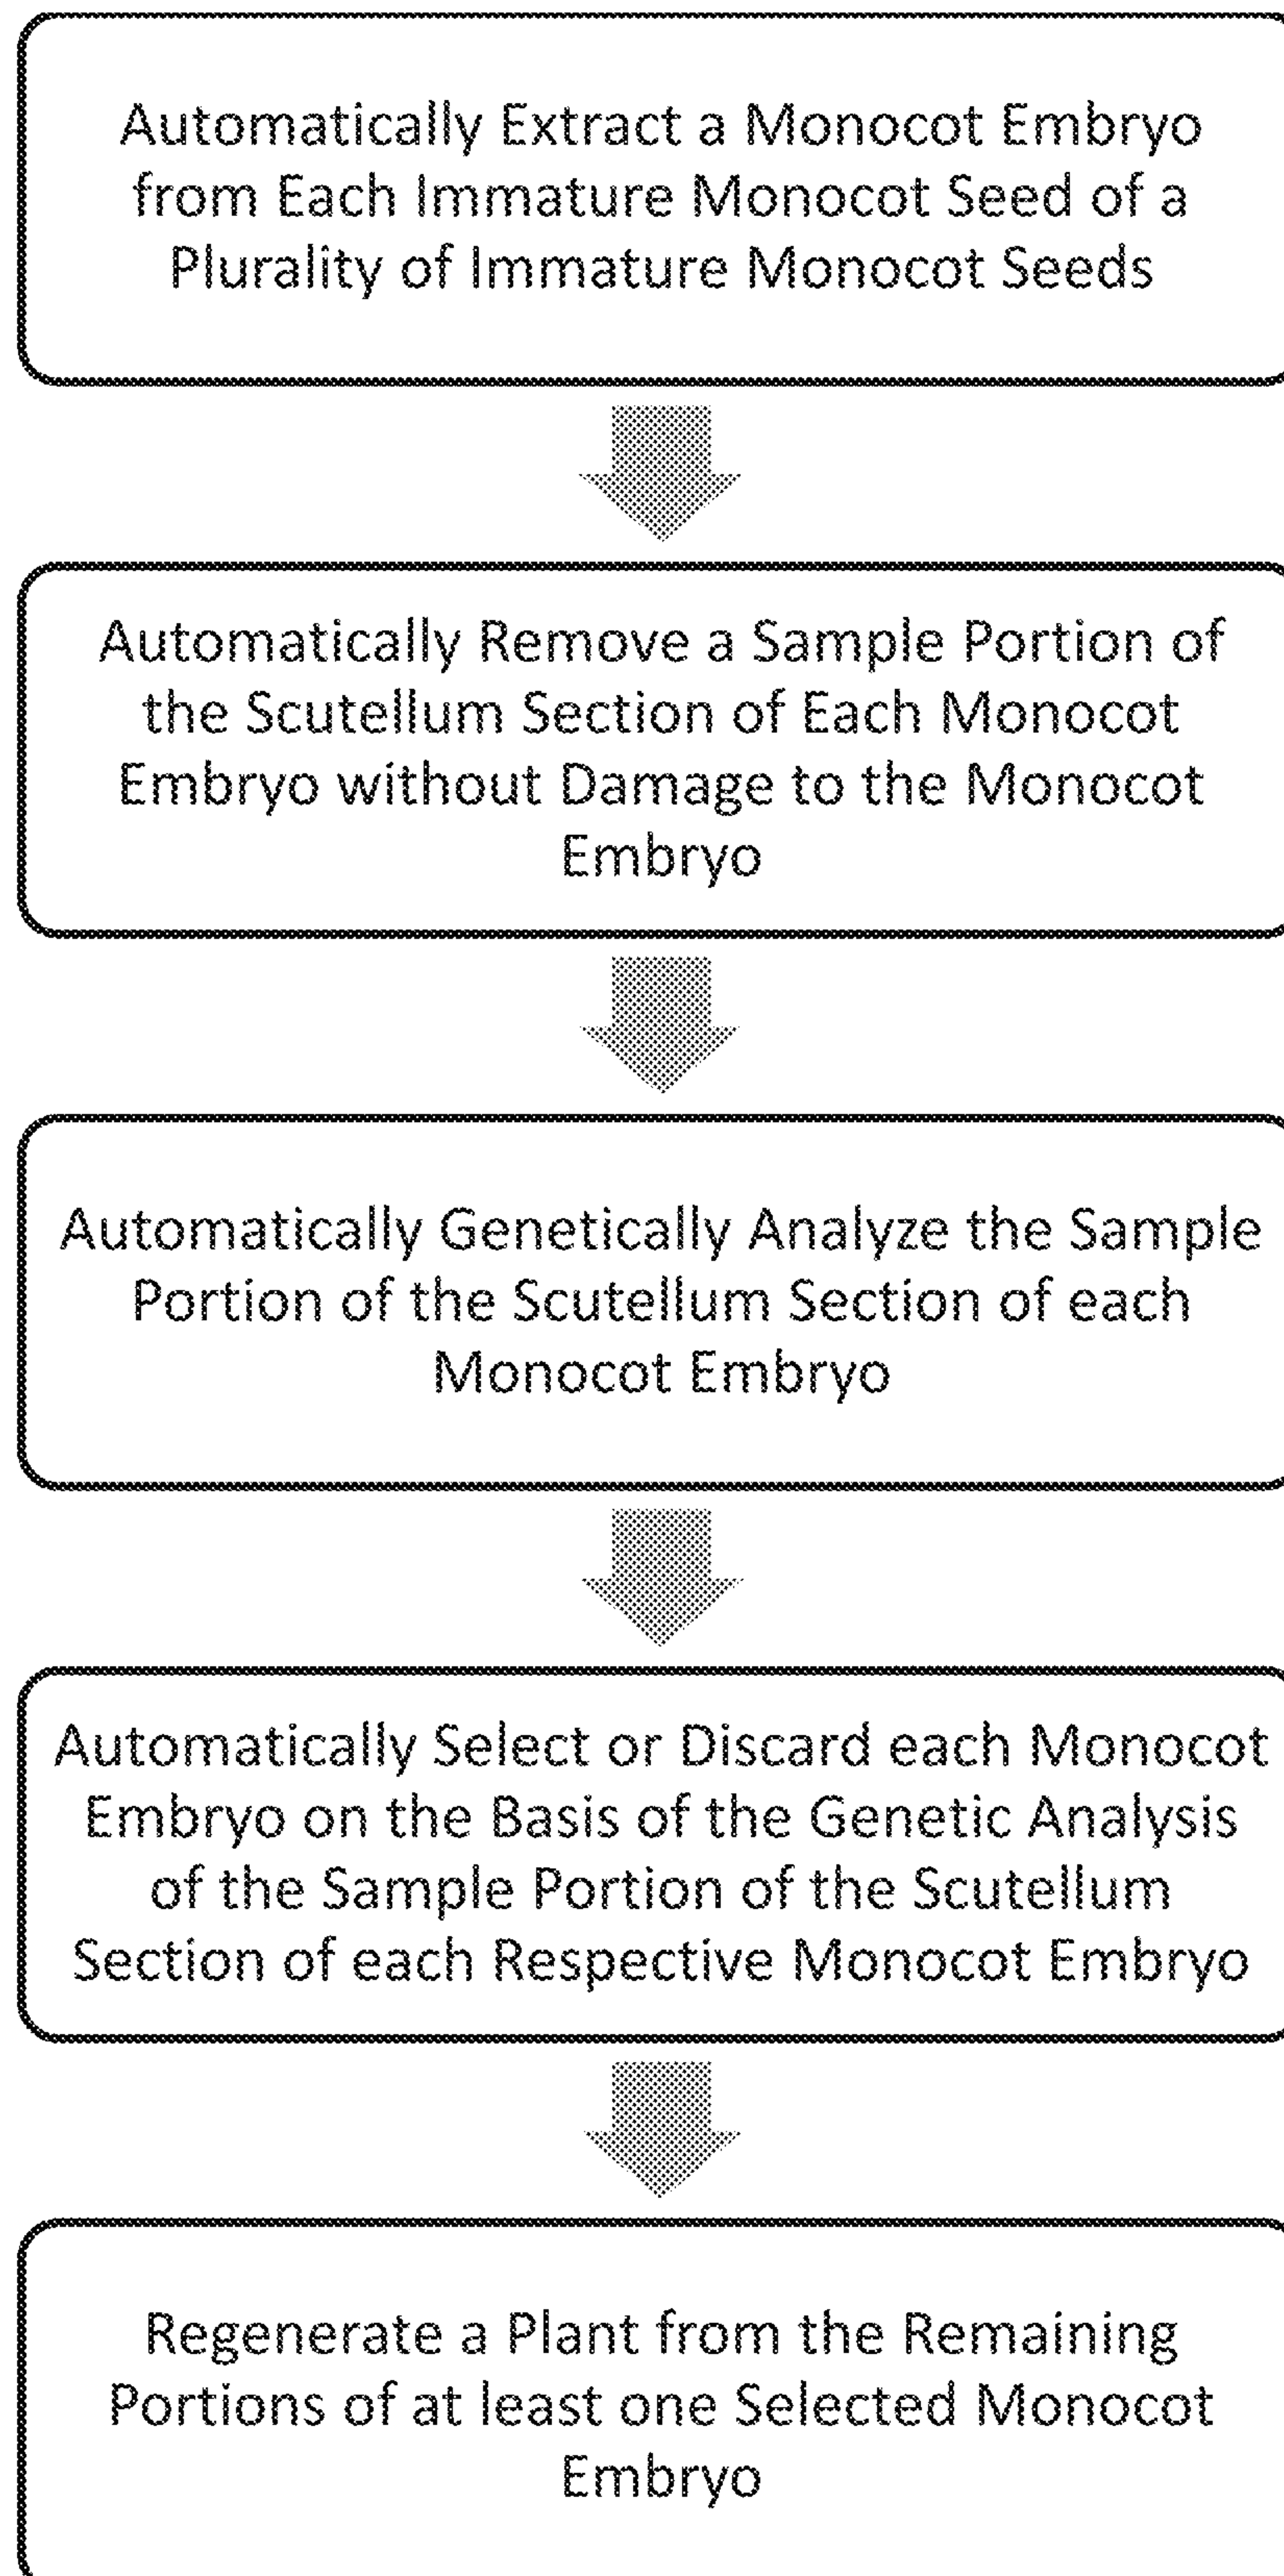 Automatically Extract a Monocot Embryo
from Each Immature Monocot Seed of a
Plurality of Immature Monocot Seeds
Automatically Remove a Sample Portion of
the Scutellum Section of Each Monocot
Embryo without Damage to the Monocot
Embryo
Automatically Genetically Analyze the Sample
Portion of the Scutellum Section of each
Monocot Embryo
Automatically Select or Discard each Monocot
Embryo on the Basis of the Genetic Analysis
of the Sample Portion of the Scutellum
Section of each Respective Monocot Embryo
Regenerate a Plant from the Remaining
Portions of at least one Selected Monocot
Embryo